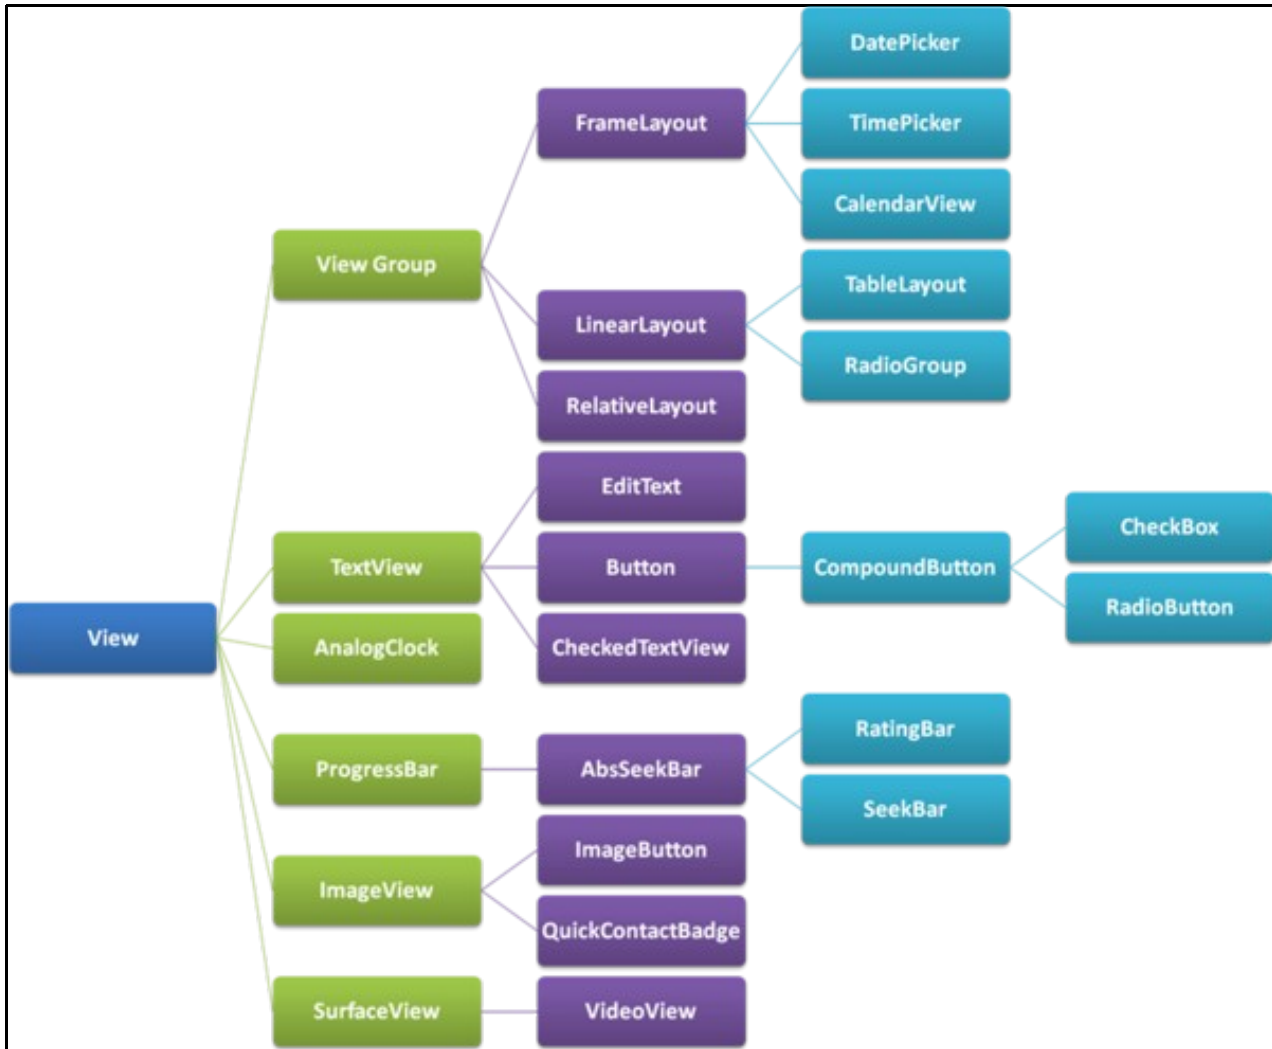 DatePicker
FrameLayout
TimePicker
CalendarView
View Group
TableLayout
LinearLayout
RadioGroup
RelativeLayout
EditText
CheckBox
TextView
Button
CompoundButton
RadioButton
View
AnalogClock
CheckedTextView
RatingBar
ProgressBar
AbsSeekBar
SeekBar
ImageButton
ImageView
QuickContactBadge
SurfaceView
VideoView